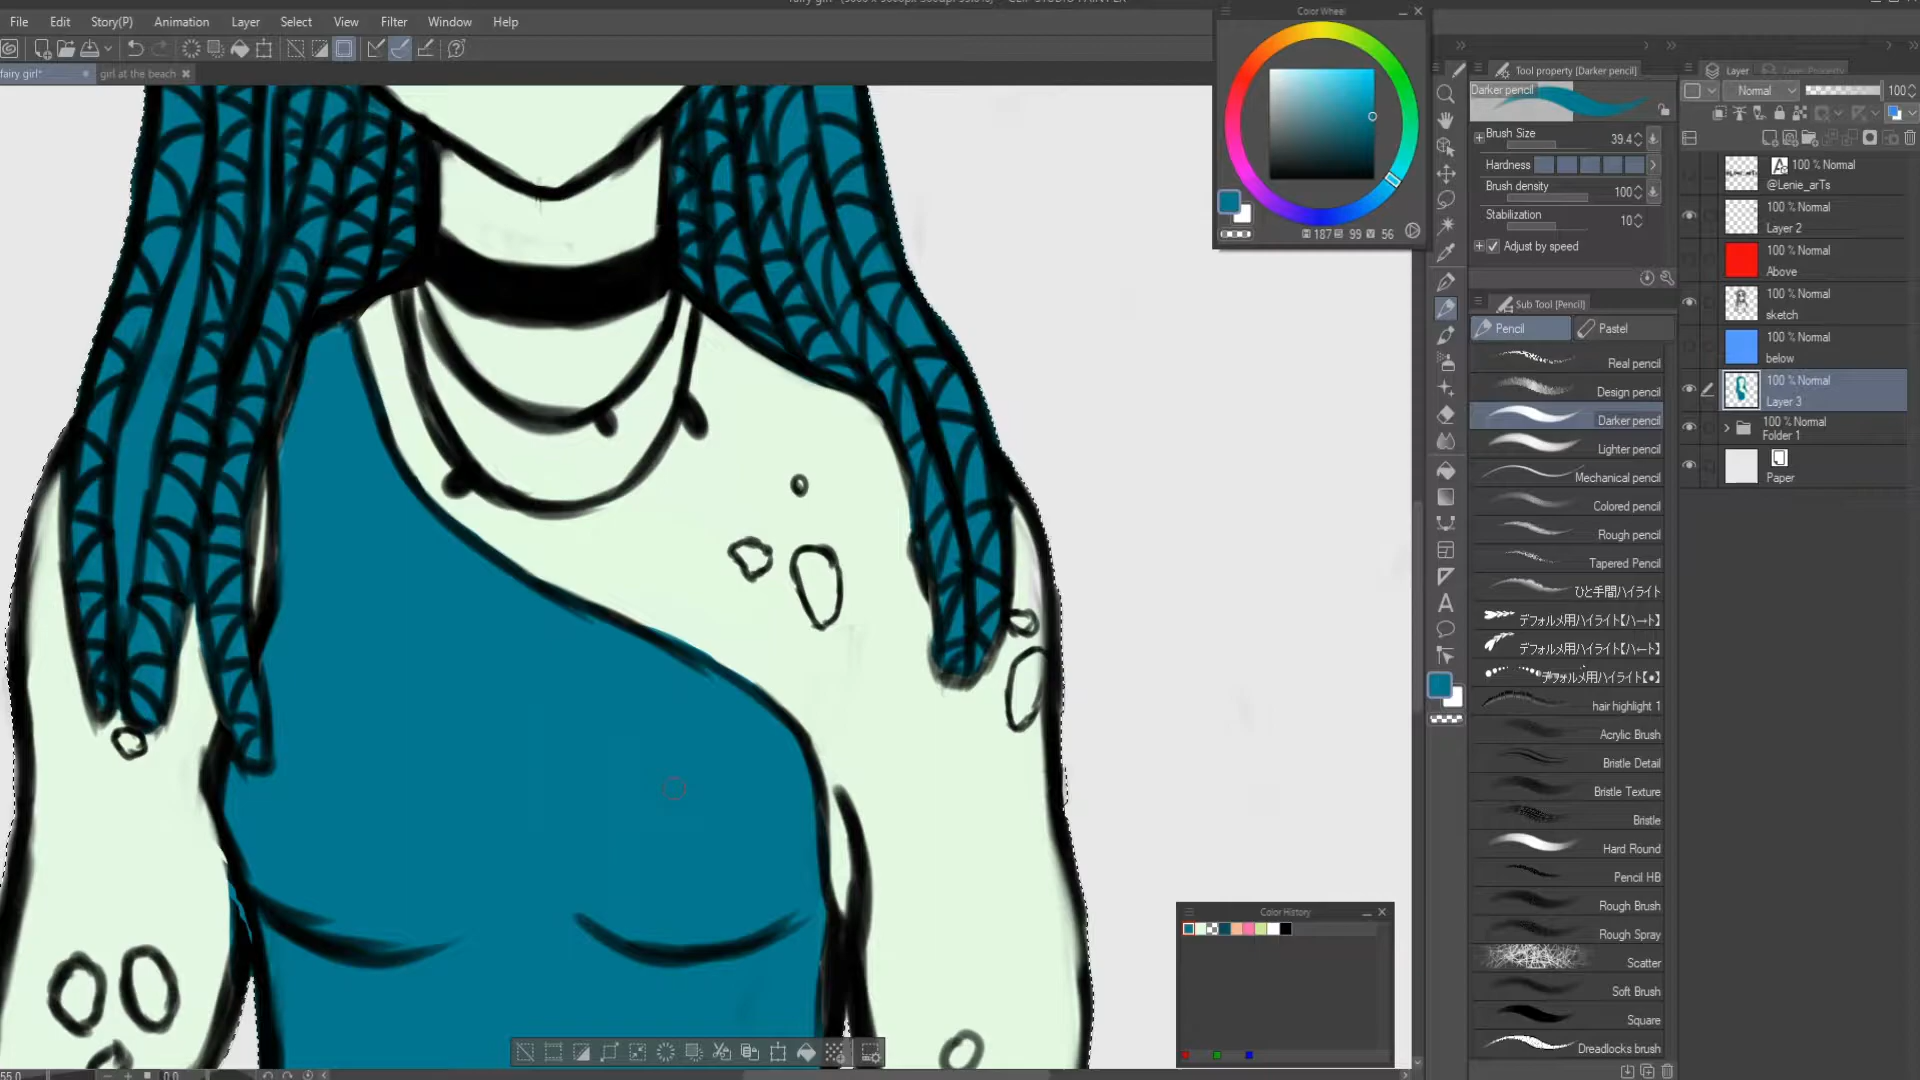 Color Wheel
File Edit Story(P) Animation Layer Select View Filter Window Help
fairy girl* girl at the beach
187 99 56
Tool property [Darker pencil]
Darker pencil
Brush Size 39.4
Hardness
Brush density 100
Stabilization 10
Adjust by speed
Sub Tool [Pencil]
Pencil Pastel
Real pencil
Design pencil
Darker pencil
Lighter pencil
Mechanical pencil
Colored pencil
Rough pencil
Tapered Pencil
ひと手間ハイライト
デフォルメ用ハイライト【ハート】
デフォルメ用ハイライト【ハート】
デフォルメ用ハイライト【●】
hair highlight 1
Acrylic Brush
Bristle Detail
Bristle Texture
Bristle
Hard Round
Pencil HB
Rough Brush
Rough Spray
Scatter
Soft Brush
Square
Dreadlocks brush
Layer Layer Property
Normal 100
100 % Normal
@Lenie_arTs
100 % Normal
Layer 2
100 % Normal
Above
100 % Normal
sketch
100 % Normal
below
100 % Normal
Layer 3
100 % Normal
Folder 1
Paper
Color History
55.0 0.0